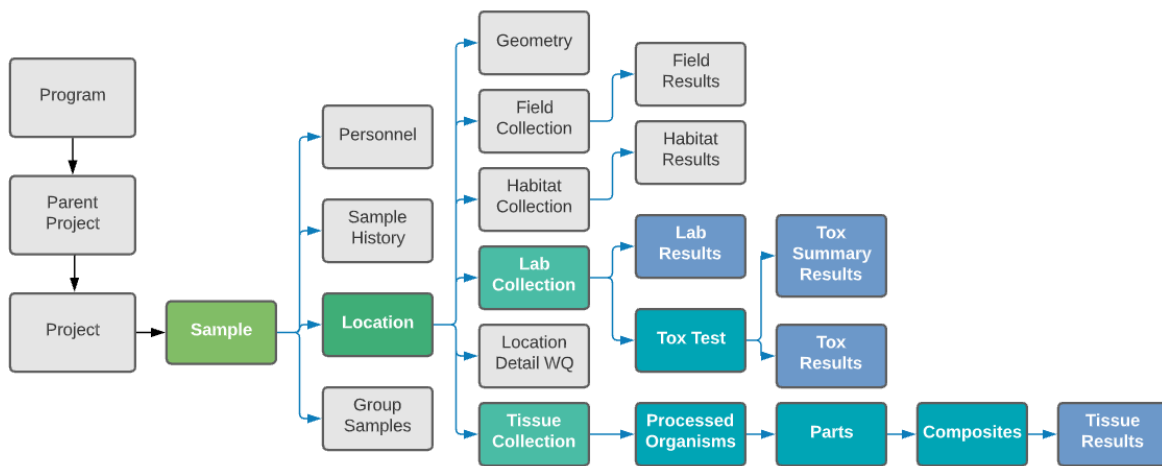 Program
Parent
Project
Project
Sample
Personnel
Sample
History
Location
Group
Samples
Geometry
Field
Collection
Habitat
Collection
Lab
Collection
Location
Detail WQ
Tissue
Collection
Field
Results
Habitat
Results
Lab
Results
Tox Test
Processed
Organisms
Tox
Summary
Results
Tox
Results
Parts
Composites
Tissue
Results